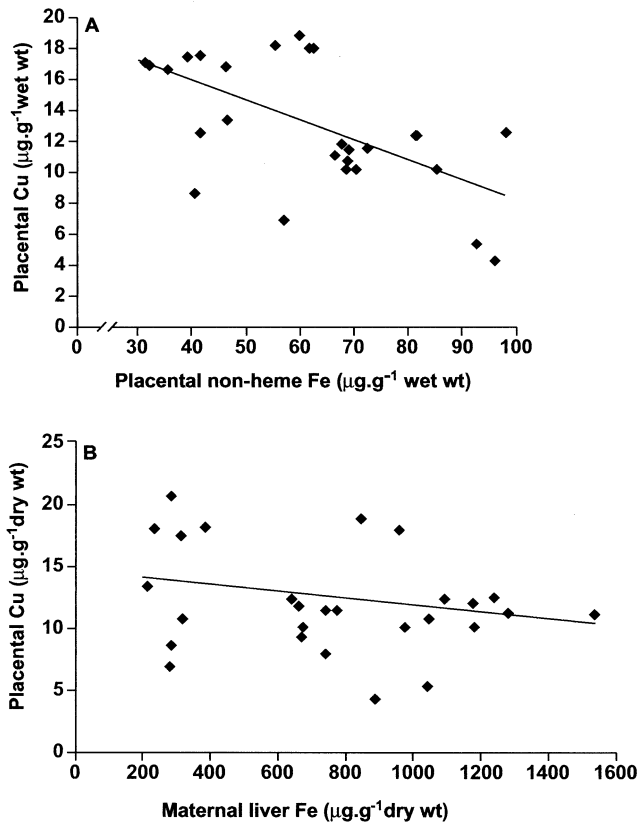 A
20
18
16
14
12
10
8
6
4
2
0
Placental Cu (μg.g⁻¹wet wt)
0 30 40 50 60 70 80 90 100
Placental non-heme Fe (μg.g⁻¹ wet wt)
B
25
20
15
10
5
0
Placental Cu (μg.g⁻¹dry wt)
0 200 400 600 800 1000 1200 1400 1600
Maternal liver Fe (μg.g⁻¹dry wt)